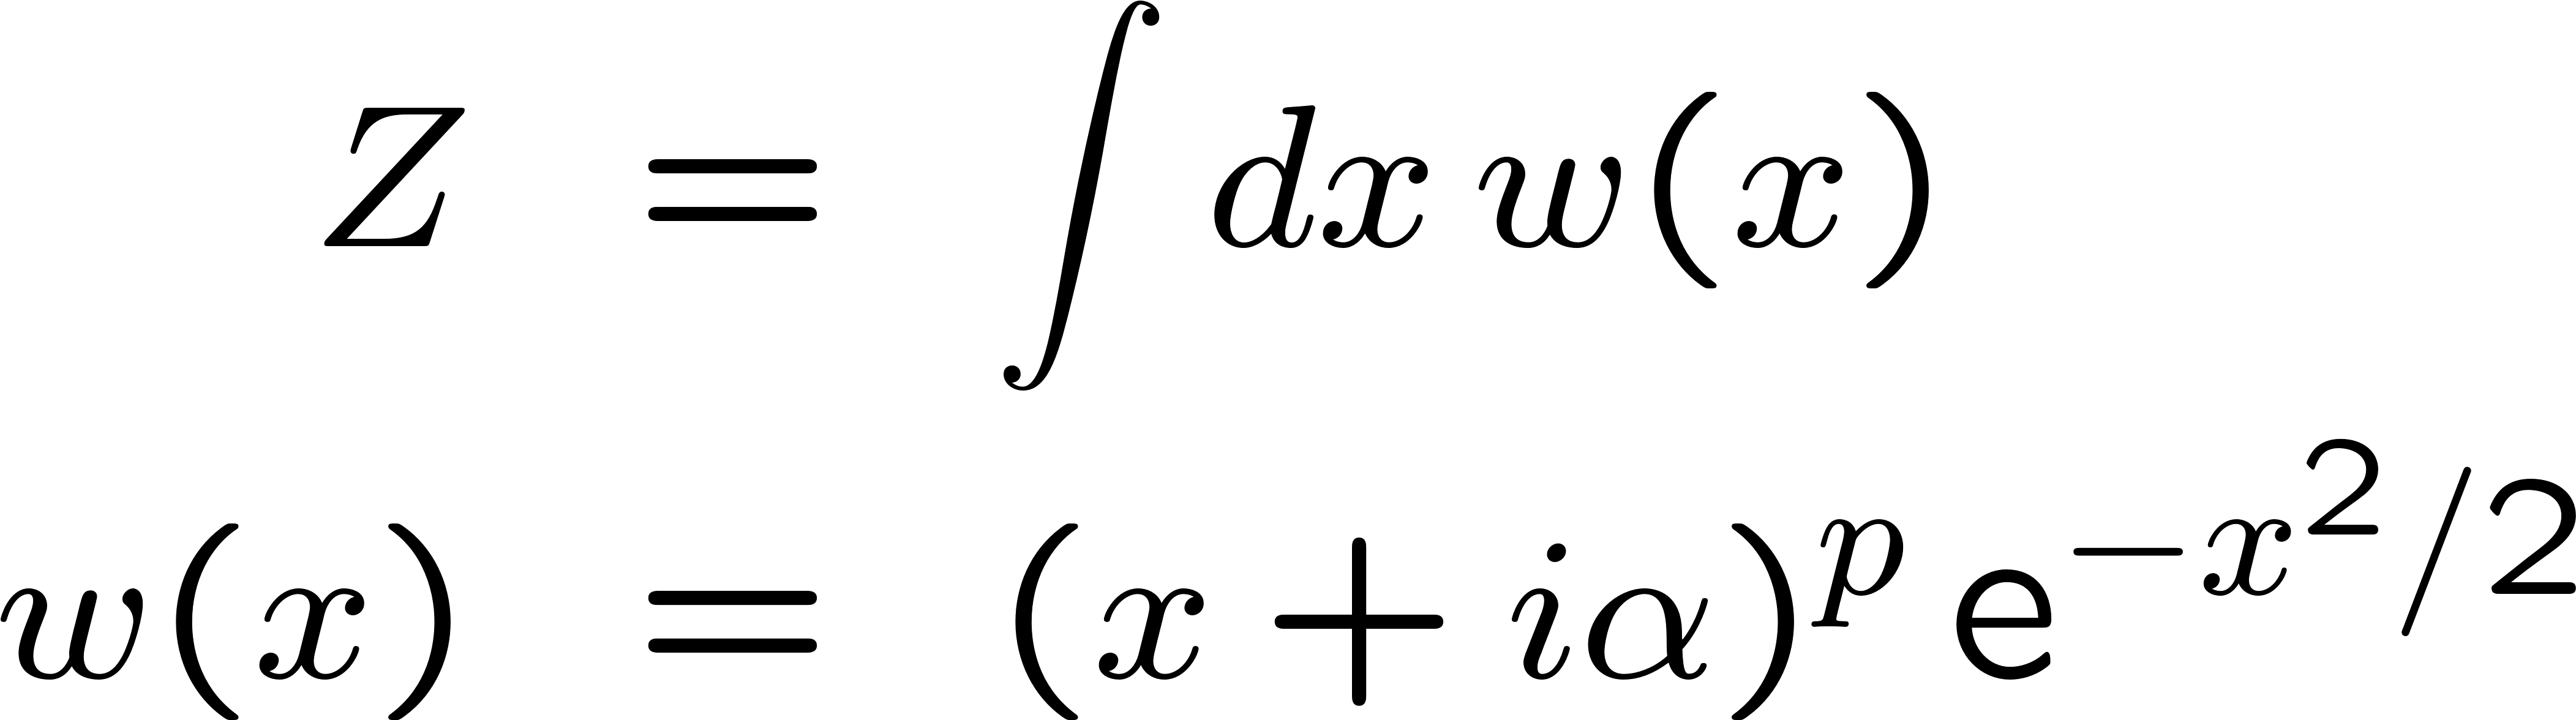 Z = ∫ dx w(x)
w(x) = (x + iα)^p e^{−x^2/2}